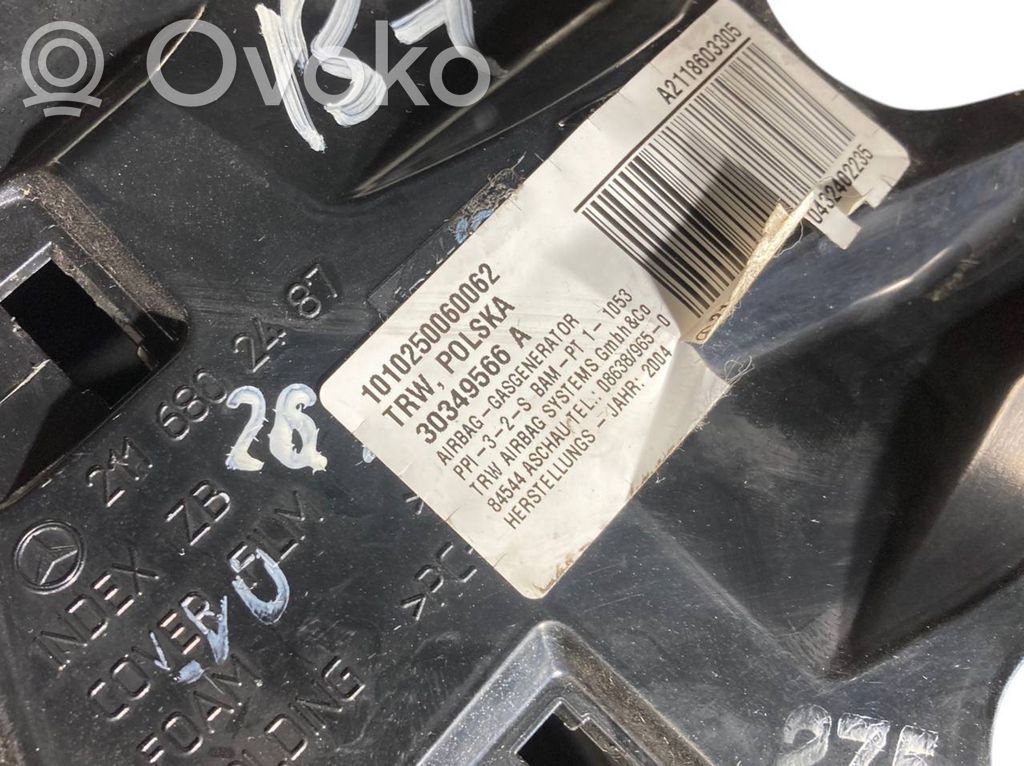 Ovoko
A2118603305
1010250060062
TRW, POLSKA
30349566 A
AIRBAG-GASGENERATOR
PPI-3-2-S BAM-PT 1- 1053
TRW AIRBAG SYSTEMS Gmbh&Co
84544 ASCHAU TEL: 08638/965-0
HERSTELLUNGS - JAHR: 2004
211 680 24 87
INDEX ZB
COVER
FOAM
26